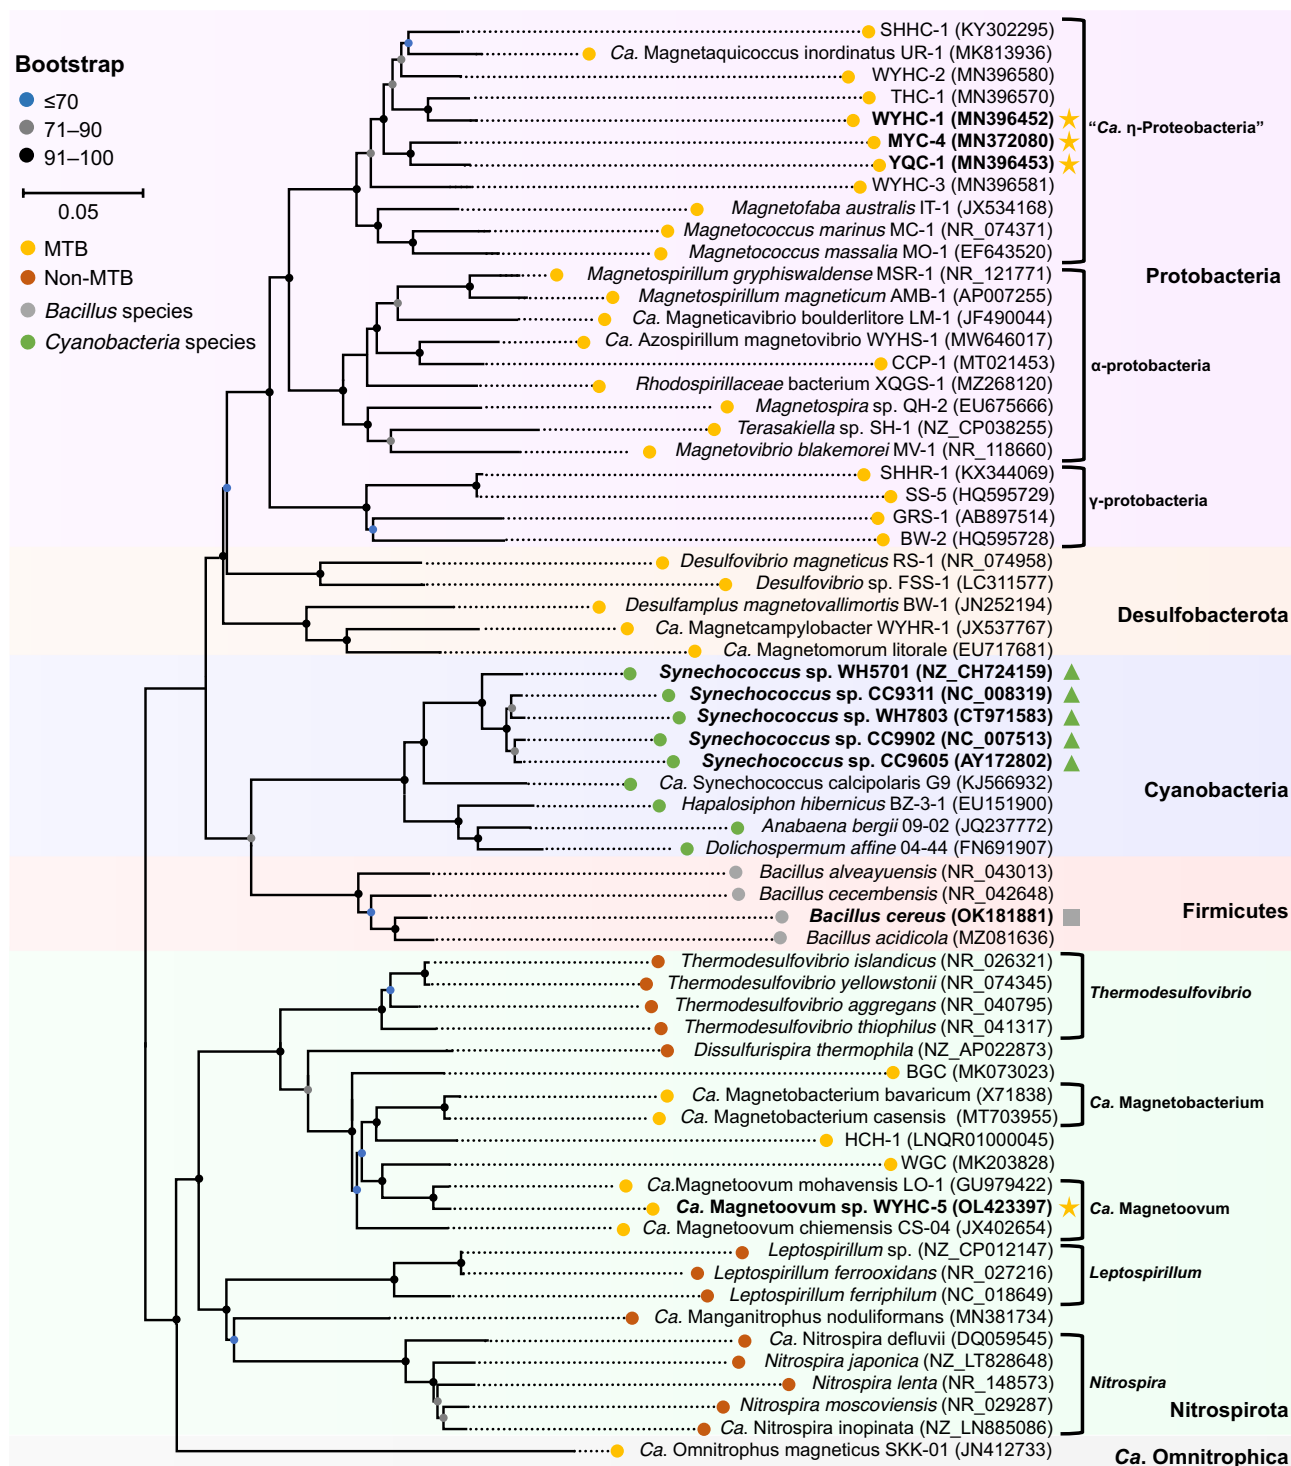 Bootstrap
≤70
71–90
91–100
0.05
MTB
Non-MTB
Bacillus species
Cyanobacteria species
SHHC-1 (KY302295)
Ca. Magnetaquicoccus inordinatus UR-1 (MK813936)
WYHC-2 (MN396580)
THC-1 (MN396570)
WYHC-1 (MN396452)
MYC-4 (MN372080)
YQC-1 (MN396453)
WYHC-3 (MN396581)
Magnetofaba australis IT-1 (JX534168)
Magnetococcus marinus MC-1 (NR_074371)
Magnetococcus massalia MO-1 (EF643520)
"Ca. η-Proteobacteria"
Magnetospirillum gryphiswaldense MSR-1 (NR_121771)
Magnetospirillum magneticum AMB-1 (AP007255)
Ca. Magneticavibrio boulderlitore LM-1 (JF490044)
Ca. Azospirillum magnetovibrio WYHS-1 (MW646017)
CCP-1 (MT021453)
Rhodospirillaceae bacterium XQGS-1 (MZ268120)
Magnetospira sp. QH-2 (EU675666)
Terasakiella sp. SH-1 (NZ_CP038255)
Magnetovibrio blakemorei MV-1 (NR_118660)
Protobacteria
α-protobacteria
SHHR-1 (KX344069)
SS-5 (HQ595729)
GRS-1 (AB897514)
BW-2 (HQ595728)
γ-protobacteria
Desulfovibrio magneticus RS-1 (NR_074958)
Desulfovibrio sp. FSS-1 (LC311577)
Desulfamplus magnetovallimortis BW-1 (JN252194)
Ca. Magnetcampylobacter WYHR-1 (JX537767)
Ca. Magnetomorum litorale (EU717681)
Desulfobacterota
Synechococcus sp. WH5701 (NZ_CH724159)
Synechococcus sp. CC9311 (NC_008319)
Synechococcus sp. WH7803 (CT971583)
Synechococcus sp. CC9902 (NC_007513)
Synechococcus sp. CC9605 (AY172802)
Ca. Synechococcus calcipolaris G9 (KJ566932)
Hapalosiphon hibernicus BZ-3-1 (EU151900)
Anabaena bergii 09-02 (JQ237772)
Dolichospermum affine 04-44 (FN691907)
Cyanobacteria
Bacillus alveayuensis (NR_043013)
Bacillus cecembensis (NR_042648)
Bacillus cereus (OK181881)
Bacillus acidicola (MZ081636)
Firmicutes
Thermodesulfovibrio islandicus (NR_026321)
Thermodesulfovibrio yellowstonii (NR_074345)
Thermodesulfovibrio aggregans (NR_040795)
Thermodesulfovibrio thiophilus (NR_041317)
Thermodesulfovibrio
Dissulfurispira thermophila (NZ_AP022873)
BGC (MK073023)
Ca. Magnetobacterium bavaricum (X71838)
Ca. Magnetobacterium casensis (MT703955)
Ca. Magnetobacterium
HCH-1 (LNQR01000045)
WGC (MK203828)
Ca.Magnetoovum mohavensis LO-1 (GU979422)
Ca. Magnetoovum sp. WYHC-5 (OL423397)
Ca. Magnetoovum chiemensis CS-04 (JX402654)
Ca. Magnetoovum
Leptospirillum sp. (NZ_CP012147)
Leptospirillum ferrooxidans (NR_027216)
Leptospirillum ferriphilum (NC_018649)
Leptospirillum
Ca. Manganitrophus noduliformans (MN381734)
Ca. Nitrospira defluvii (DQ059545)
Nitrospira japonica (NZ_LT828648)
Nitrospira lenta (NR_148573)
Nitrospira moscoviensis (NR_029287)
Ca. Nitrospira inopinata (NZ_LN885086)
Nitrospira
Nitrospirota
Ca. Omnitrophus magneticus SKK-01 (JN412733)
Ca. Omnitrophica